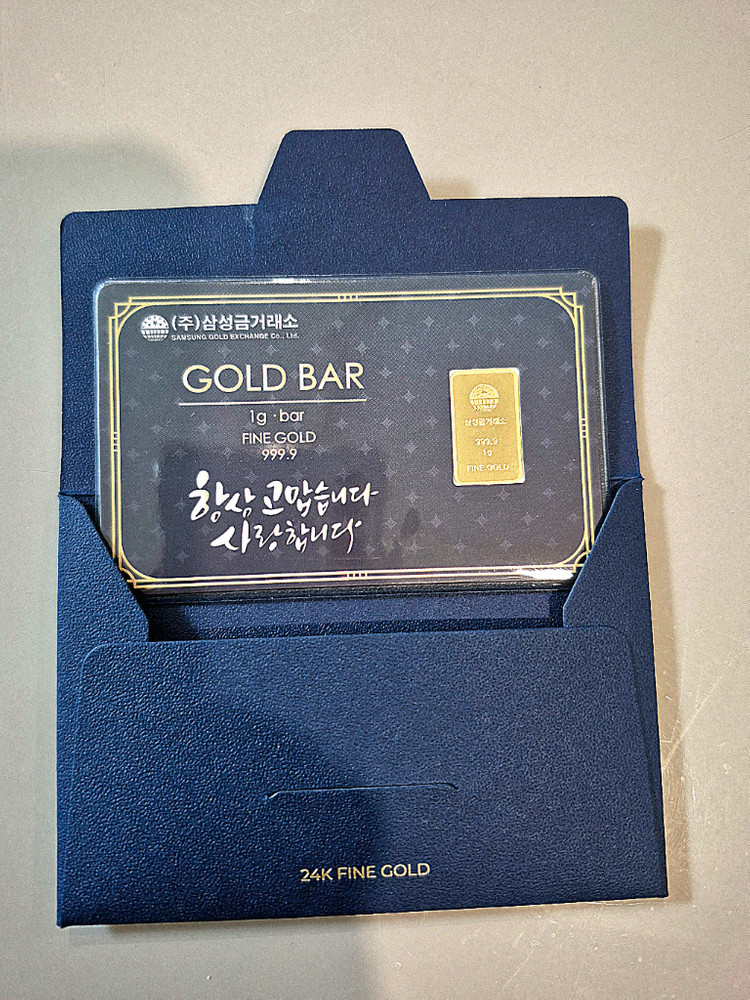 (주)삼성금거래소
SAMSUNG GOLD EXCHANGE Co., Ltd.
GOLD BAR
1g · bar
FINE GOLD
999.9
항상 고맙습니다
사랑합니다
삼성금거래소
999.9
1g
FINE GOLD
24K FINE GOLD